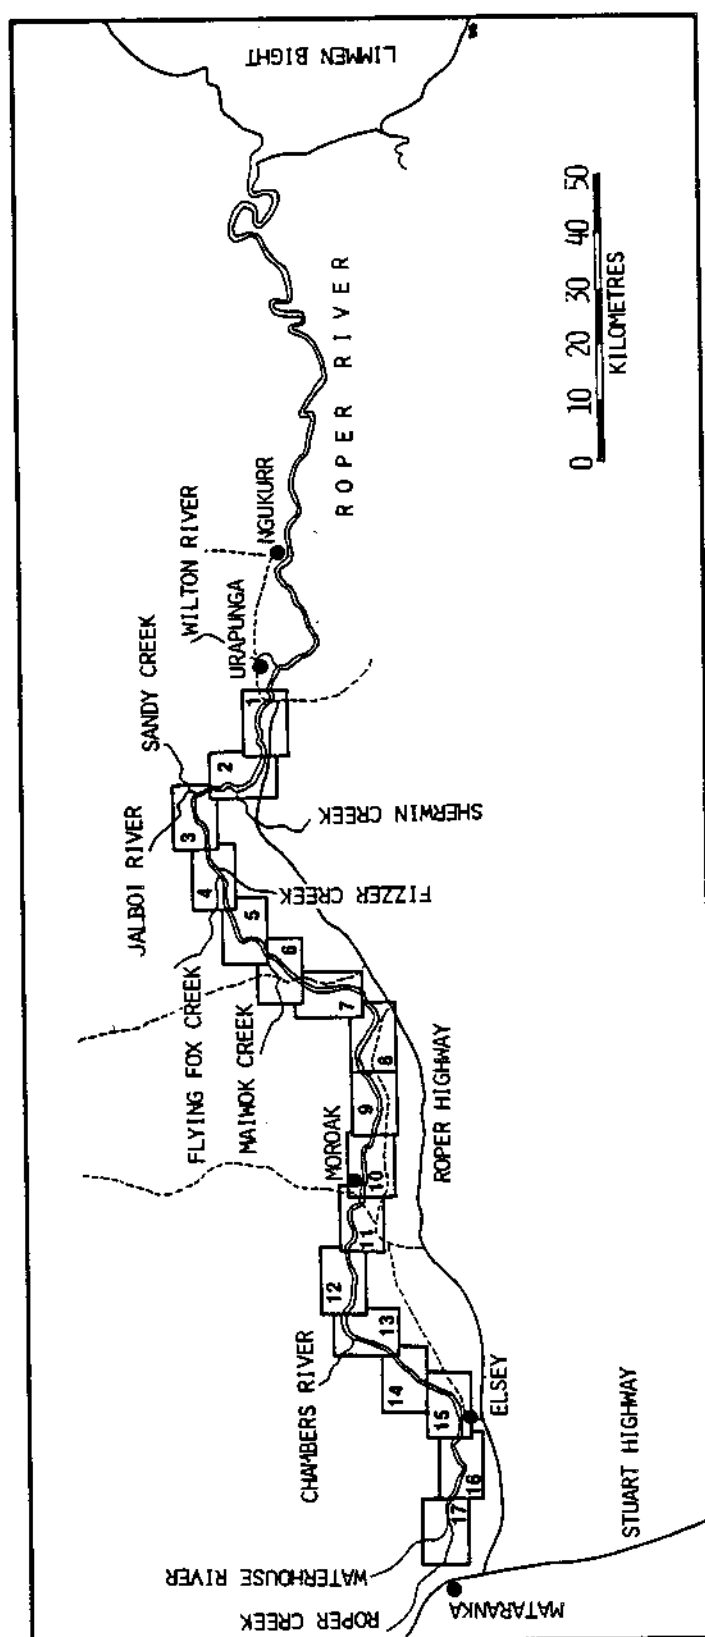 LIMMEN BIGHT
0 10 20 30 40 50
KILOMETRES
ROPER RIVER
NGUKURR
WILTON RIVER
URAPUNGA
SANDY CREEK
JALBOI RIVER
SHERWIN CREEK
FIZZER CREEK
FLYING FOX CREEK
MAIWOK CREEK
MOROAK
ROPER HIGHWAY
CHAMBERS RIVER
ELSEY
STUART HIGHWAY
WATERHOUSE RIVER
ROPER CREEK
MATARANKA
1
2
3
4
5
6
7
8
9
10
11
12
13
14
15
16
17